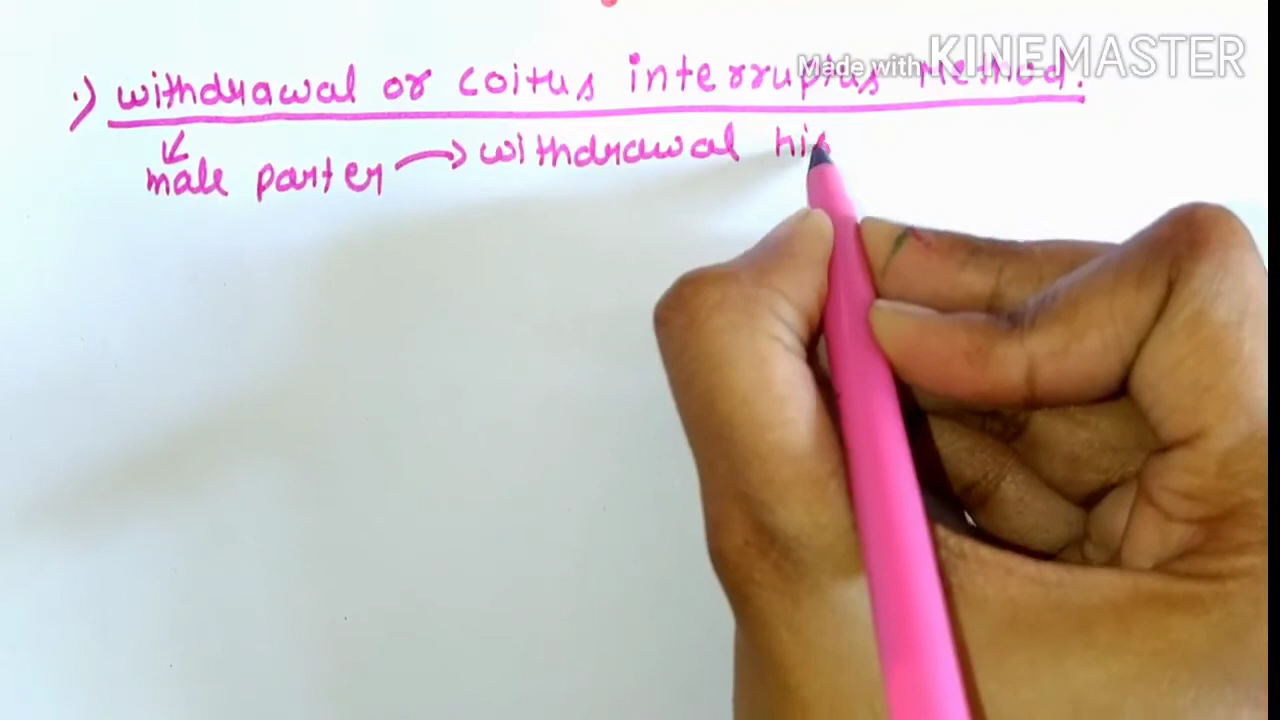 ·) withdrawal or coitus interruptus Method.
Made with KINEMASTER
male parter → withdrawal his